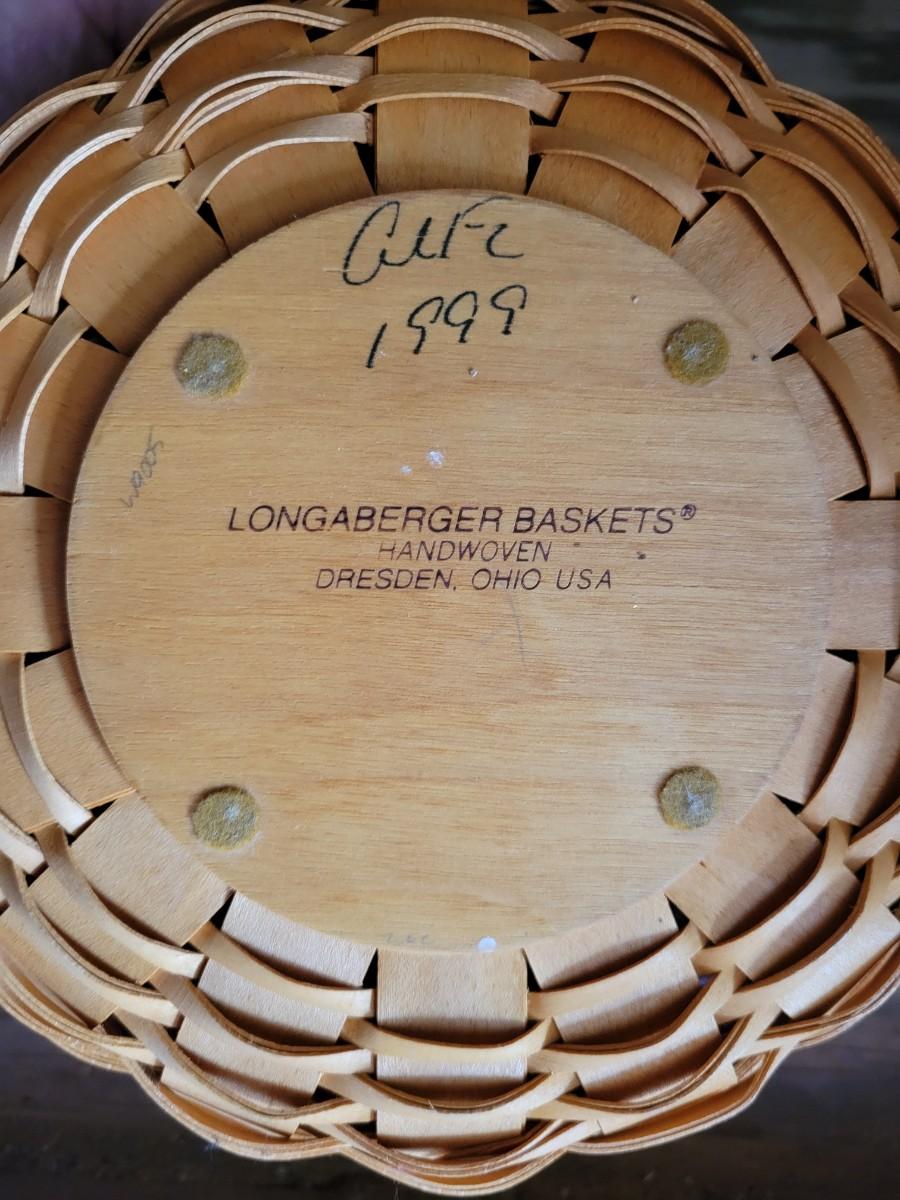 1999
LONGABERGER BASKETS®
HANDWOVEN
DRESDEN, OHIO USA